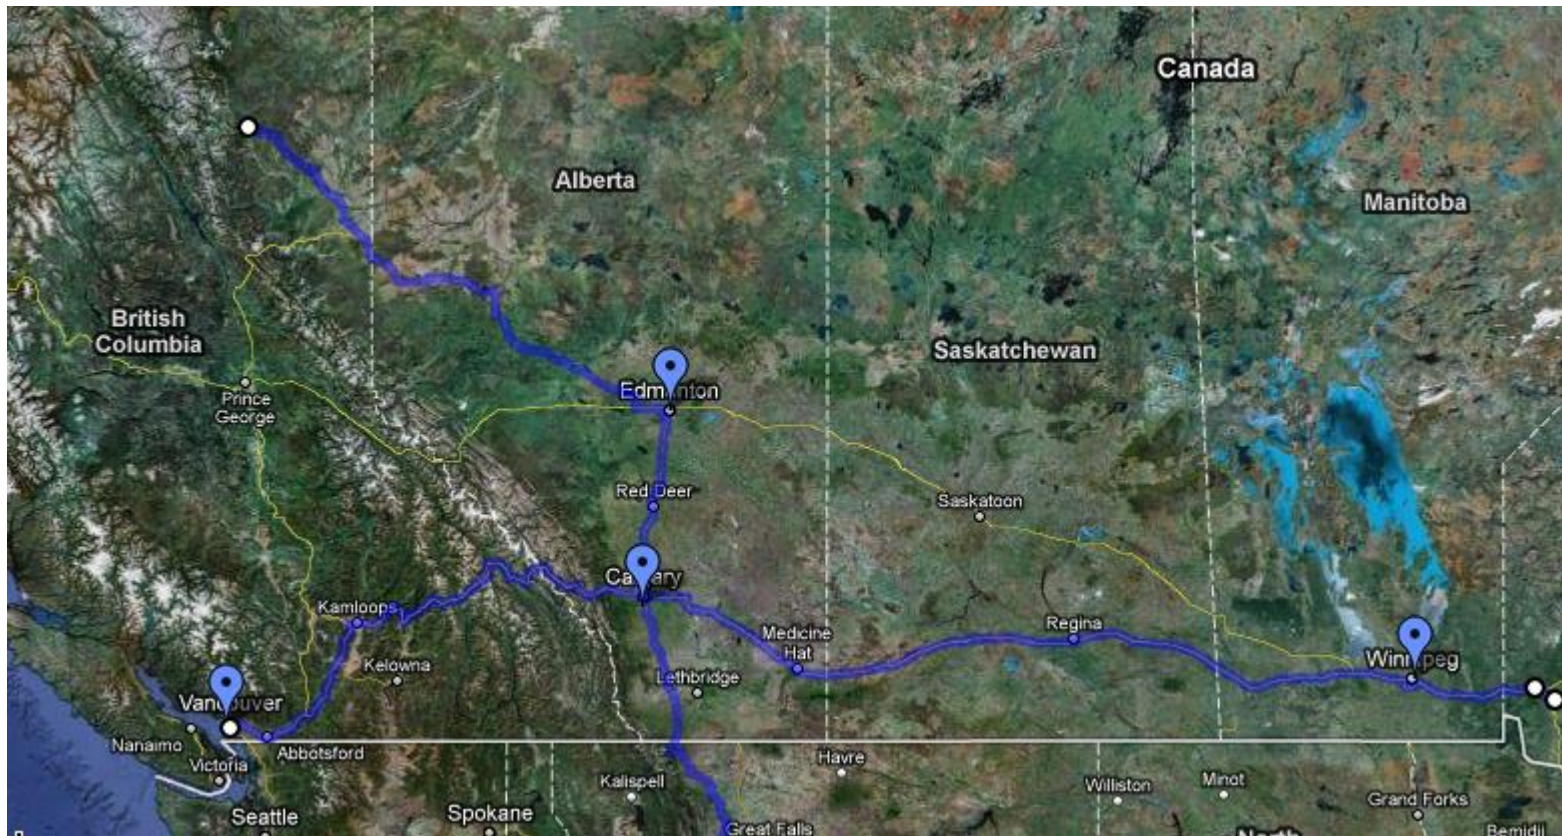 Canada
Alberta
Manitoba
British
Columbia
Saskatchewan
Edmonton
Prince
George
Red Deer
Saskatoon
Calgary
Kamloops
Medicine
Hat
Regina
Kelowna
Lethbridge
Winnipeg
Vancouver
Nanaimo
Abbotsford
Victoria
Havre
Kalispell
Williston
Minot
Grand Forks
Seattle
Spokane
Great Falls
North
Bemidji